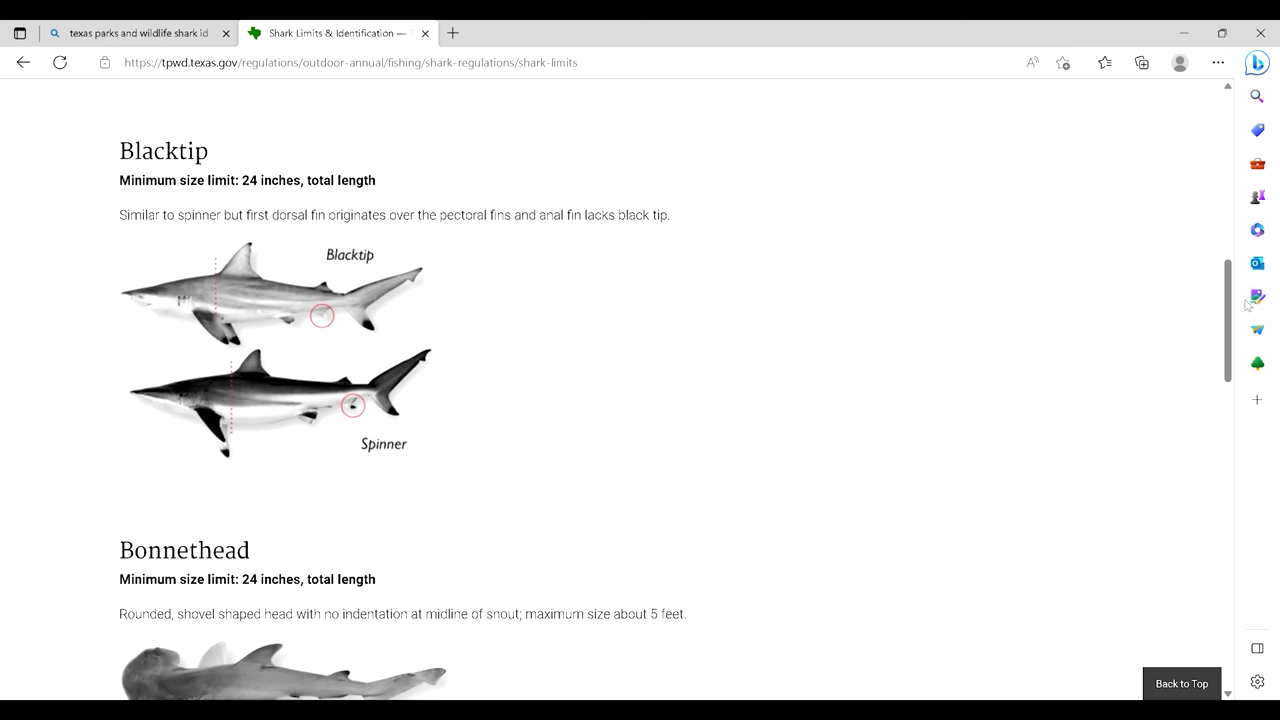 texas parks and wildlife shark id
Shark Limits & Identification —
https://tpwd.texas.gov/regulations/outdoor-annual/fishing/shark-regulations/shark-limits
Blacktip
Minimum size limit: 24 inches, total length
Similar to spinner but first dorsal fin originates over the pectoral fins and anal fin lacks black tip.
Blacktip
Spinner
Bonnethead
Minimum size limit: 24 inches, total length
Rounded, shovel shaped head with no indentation at midline of snout; maximum size about 5 feet.
Back to Top